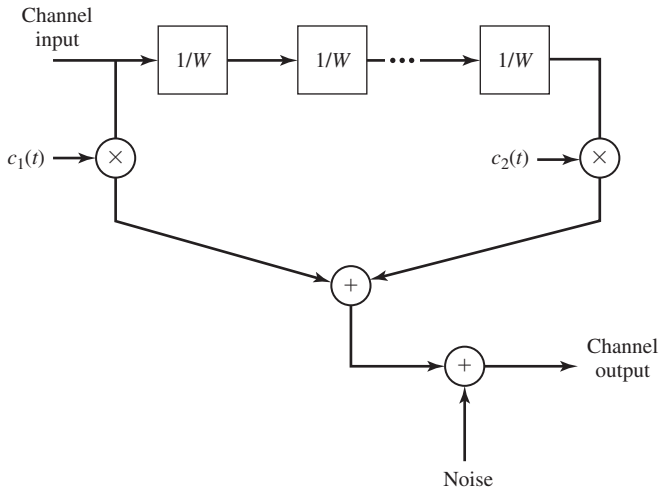 Channel
input
1/W
1/W
1/W
c₁(t)
×
c₂(t)
×
+
+
Channel
output
Noise